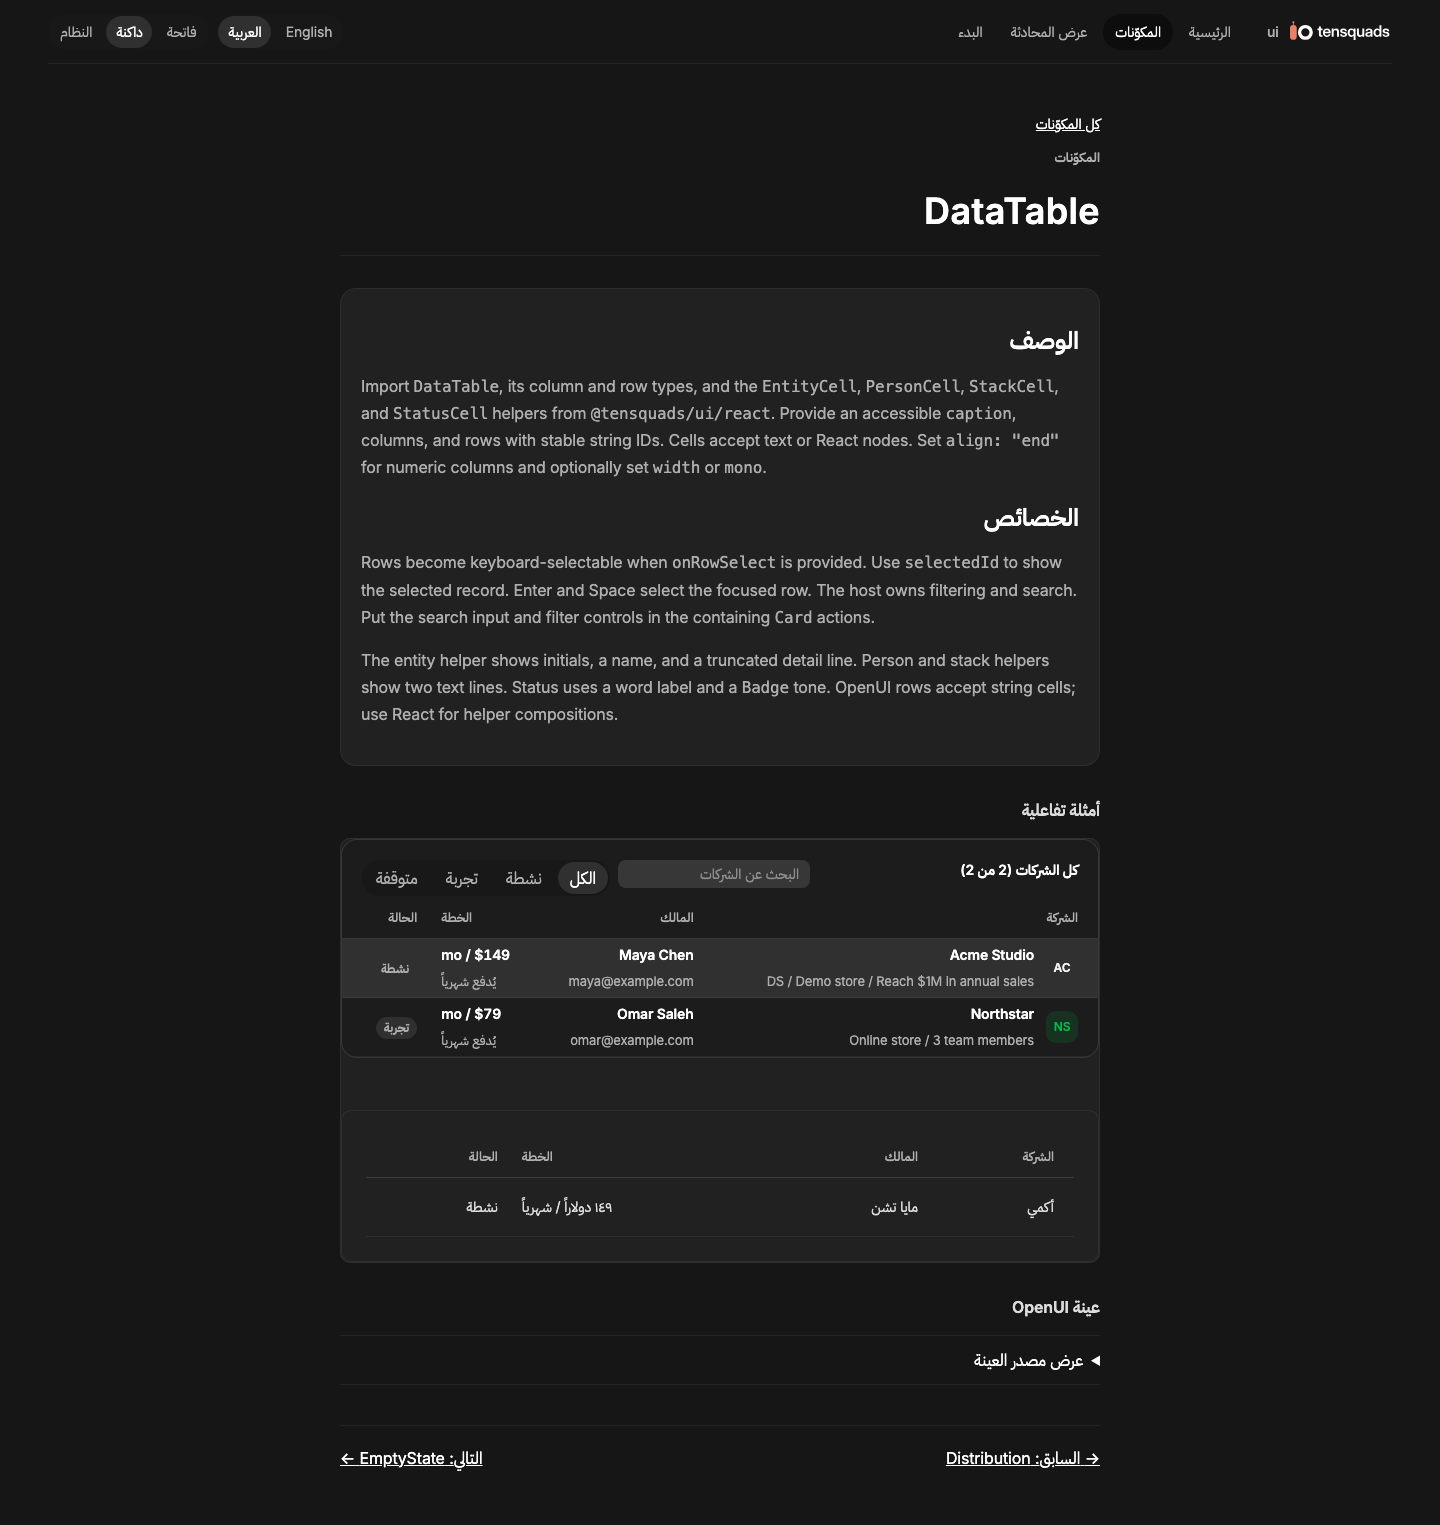 tensquads ui
الرئيسية
المكوّنات
عرض المحادثة
البدء
English
العربية
فاتحة
داكنة
النظام
كل المكوّنات
المكوّنات
DataTable
الوصف
Import DataTable, its column and row types, and the EntityCell, PersonCell, StackCell,
and StatusCell helpers from @tensquads/ui/react. Provide an accessible caption,
columns, and rows with stable string IDs. Cells accept text or React nodes. Set align: "end"
for numeric columns and optionally set width or mono.
الخصائص
Rows become keyboard-selectable when onRowSelect is provided. Use selectedId to show
the selected record. Enter and Space select the focused row. The host owns filtering and search.
Put the search input and filter controls in the containing Card actions.
The entity helper shows initials, a name, and a truncated detail line. Person and stack helpers
show two text lines. Status uses a word label and a Badge tone. OpenUI rows accept string cells;
use React for helper compositions.
أمثلة تفاعلية
كل الشركات (2 من 2)
البحث عن الشركات
الكل
نشطة
تجربة
متوقفة
الشركة
المالك
الخطة
الحالة
AC
Acme Studio
DS / Demo store / Reach $1M in annual sales
Maya Chen
maya@example.com
mo / $149
يُدفع شهرياً
نشطة
NS
Northstar
Online store / 3 team members
Omar Saleh
omar@example.com
mo / $79
يُدفع شهرياً
تجربة
الشركة
المالك
الخطة
الحالة
أكمي
مايا تشن
١٤٩ دولاراً / شهرياً
نشطة
عينة OpenUI
◀ عرض مصدر العينة
→ السابق: Distribution
التالي: EmptyState ←